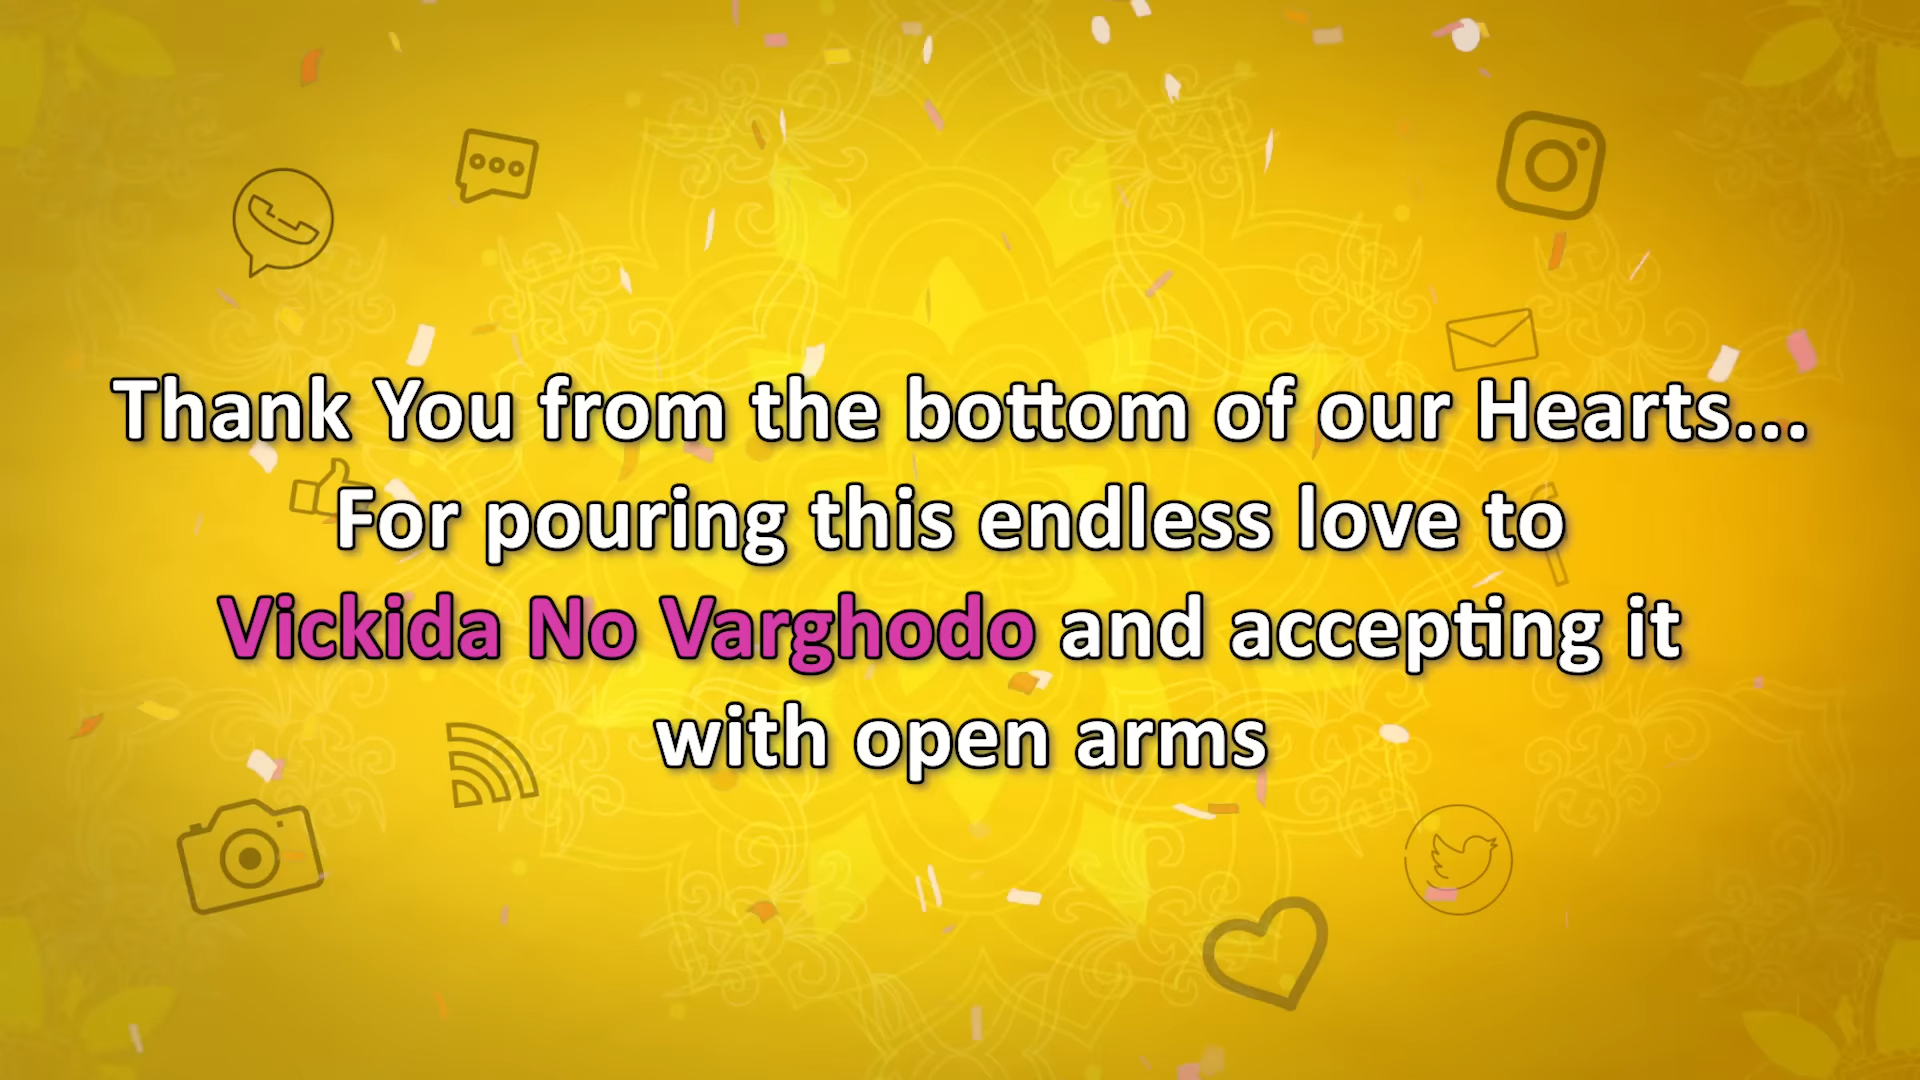 Thank You from the bottom of our Hearts...
For pouring this endless love to
Vickida No Varghodo and accepting it
with open arms